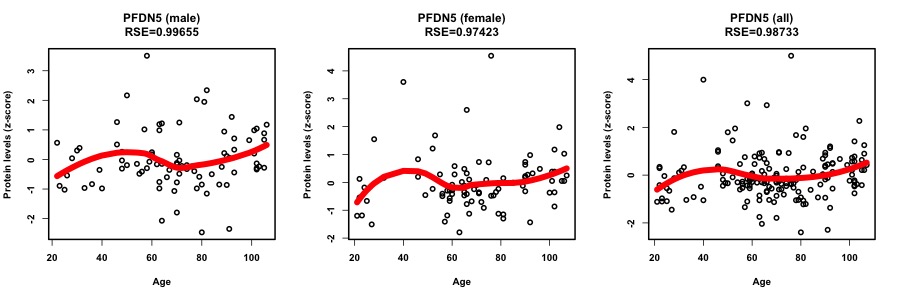 PFDN5 (male)
RSE=0.99655
Protein levels (z-score)
3
2
1
0
-1
-2
20
40
60
80
100
Age
PFDN5 (female)
RSE=0.97423
Protein levels (z-score)
4
3
2
1
0
-1
-2
20
40
60
80
100
Age
PFDN5 (all)
RSE=0.98733
Protein levels (z-score)
4
2
0
-2
20
40
60
80
100
Age